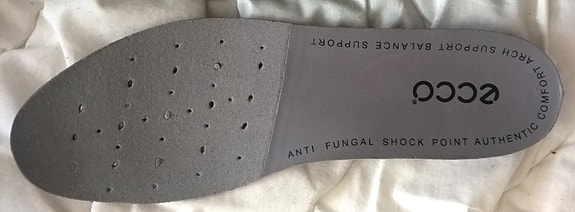 ecco®
ANTI FUNGAL SHOCK POINT AUTHENTIC COMFORT ARCH SUPPORT BALANCE SUPPORT